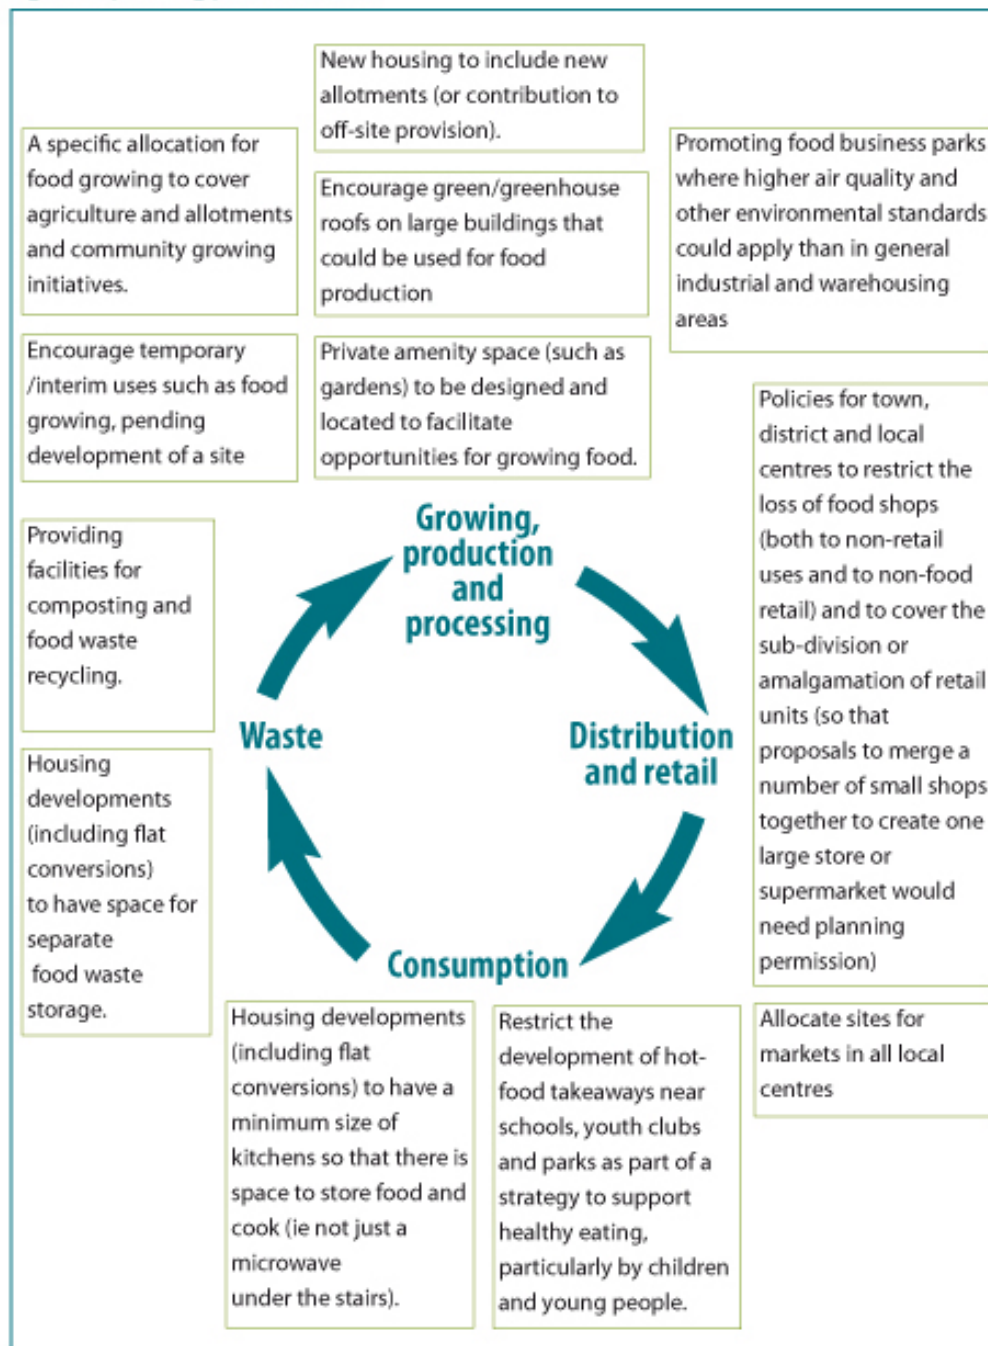 New housing to include new
allotments (or contribution to
off-site provision).
A specific allocation for
food growing to cover
agriculture and allotments
and community growing
initiatives.
Encourage green/greenhouse
roofs on large buildings that
could be used for food
production
Promoting food business parks
where higher air quality and
other environmental standards
could apply than in general
industrial and warehousing
areas
Encourage temporary
/interim uses such as food
growing, pending
development of a site
Private amenity space (such as
gardens) to be designed and
located to facilitate
opportunities for growing food.
Policies for town,
district and local
centres to restrict the
loss of food shops
(both to non-retail
uses and to non-food
retail) and to cover the
sub-division or
amalgamation of retail
units (so that
proposals to merge a
number of small shops
together to create one
large store or
supermarket would
need planning
permission)
Growing,
production
and
processing
Providing
facilities for
composting and
food waste
recycling.
Waste
Distribution
and retail
Housing
developments
(including flat
conversions)
to have space for
separate
food waste
storage.
Consumption
Housing developments
(including flat
conversions) to have a
minimum size of
kitchens so that there is
space to store food and
cook (ie not just a
microwave
under the stairs).
Restrict the
development of hot-
food takeaways near
schools, youth clubs
and parks as part of a
strategy to support
healthy eating,
particularly by children
and young people.
Allocate sites for
markets in all local
centres